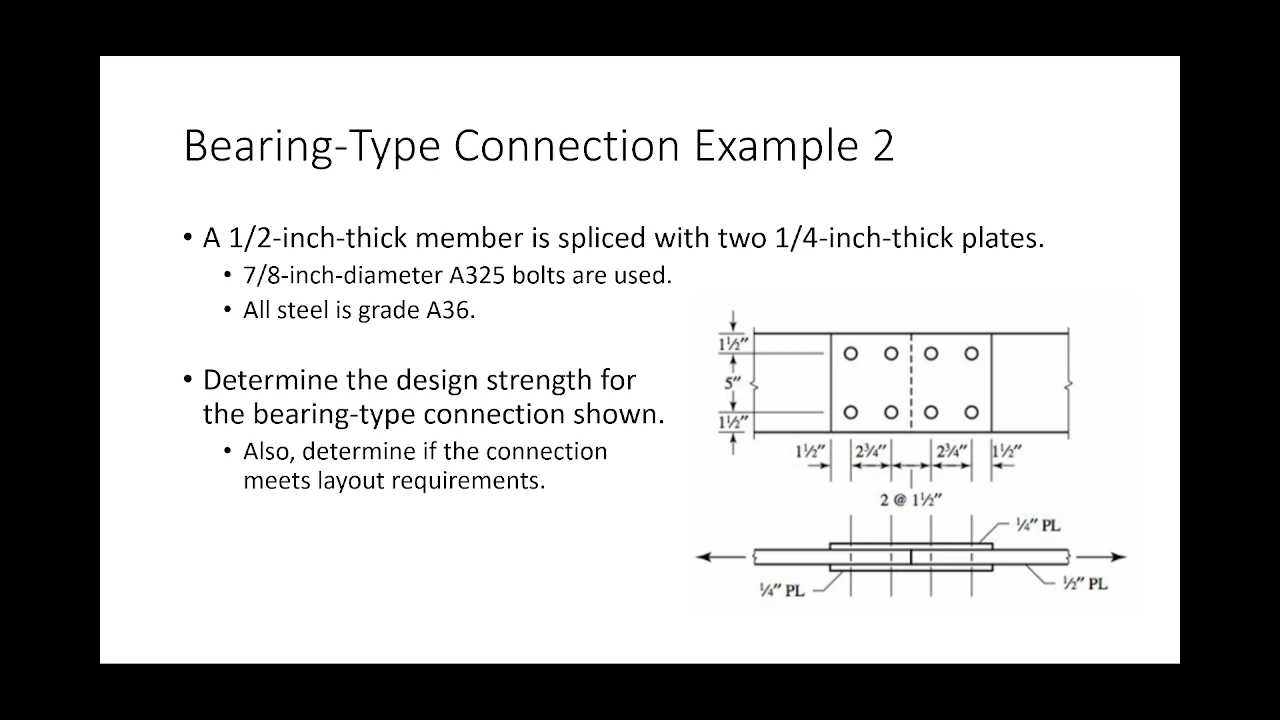 Bearing-Type Connection Example 2
• A 1/2-inch-thick member is spliced with two 1/4-inch-thick plates.
• 7/8-inch-diameter A325 bolts are used.
• All steel is grade A36.
• Determine the design strength for
the bearing-type connection shown.
• Also, determine if the connection
meets layout requirements.
1½″
5″
1½″
1½″ 2¾″ 2¾″ 1½″
2 @ 1½″
¼″ PL
¼″ PL ½″ PL